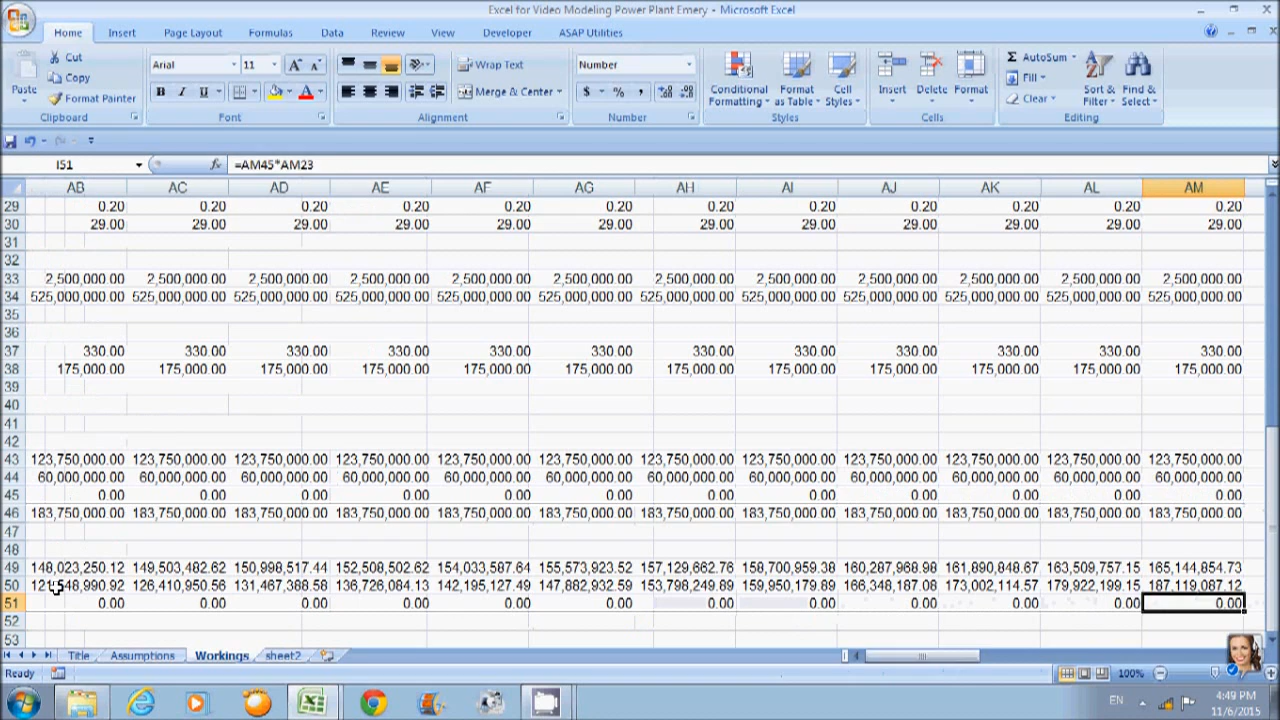 Excel for Video Modeling Power Plant Emery - Microsoft Excel
Home Insert Page Layout Formulas Data Review View Developer ASAP Utilities
Paste Cut Copy Format Painter Clipboard
Arial 11 A A B I U A Font
Wrap Text Merge & Center Alignment
Number $ % , Number
Conditional Formatting Format as Table Cell Styles Styles
Insert Delete Format Cells
Σ AutoSum Fill Clear Sort & Filter Find & Select Editing
I51 fx =AM45*AM23
AB AC AD AE AF AG AH AI AJ AK AL AM
29 0.20 0.20 0.20 0.20 0.20 0.20 0.20 0.20 0.20 0.20 0.20 0.20
30 29.00 29.00 29.00 29.00 29.00 29.00 29.00 29.00 29.00 29.00 29.00 29.00
31
32
33 2,500,000.00 2,500,000.00 2,500,000.00 2,500,000.00 2,500,000.00 2,500,000.00 2,500,000.00 2,500,000.00 2,500,000.00 2,500,000.00 2,500,000.00 2,500,000.00
34 525,000,000.00 525,000,000.00 525,000,000.00 525,000,000.00 525,000,000.00 525,000,000.00 525,000,000.00 525,000,000.00 525,000,000.00 525,000,000.00 525,000,000.00 525,000,000.00
35
36
37 330.00 330.00 330.00 330.00 330.00 330.00 330.00 330.00 330.00 330.00 330.00 330.00
38 175,000.00 175,000.00 175,000.00 175,000.00 175,000.00 175,000.00 175,000.00 175,000.00 175,000.00 175,000.00 175,000.00 175,000.00
39
40
41
42
43 123,750,000.00 123,750,000.00 123,750,000.00 123,750,000.00 123,750,000.00 123,750,000.00 123,750,000.00 123,750,000.00 123,750,000.00 123,750,000.00 123,750,000.00 123,750,000.00
44 60,000,000.00 60,000,000.00 60,000,000.00 60,000,000.00 60,000,000.00 60,000,000.00 60,000,000.00 60,000,000.00 60,000,000.00 60,000,000.00 60,000,000.00 60,000,000.00
45 0.00 0.00 0.00 0.00 0.00 0.00 0.00 0.00 0.00 0.00 0.00 0.00
46 183,750,000.00 183,750,000.00 183,750,000.00 183,750,000.00 183,750,000.00 183,750,000.00 183,750,000.00 183,750,000.00 183,750,000.00 183,750,000.00 183,750,000.00 183,750,000.00
47
48
49 148,023,250.12 149,503,482.62 150,998,517.44 152,508,502.62 154,033,587.64 155,573,923.52 157,129,662.76 158,700,959.38 160,287,968.98 161,890,848.67 163,509,757.15 165,144,854.73
50 126,410,950.56 131,467,388.58 136,726,084.13 142,195,127.49 147,882,932.59 153,798,249.89 159,950,179.89 166,348,187.08 173,002,114.57 179,922,199.15 187,119,087.12
51 0.00 0.00 0.00 0.00 0.00 0.00 0.00 0.00 0.00 0.00 0.00 0.00
52
53
Title Assumptions Workings sheet2
Ready 100%
EN 4:49 PM
11/6/2015